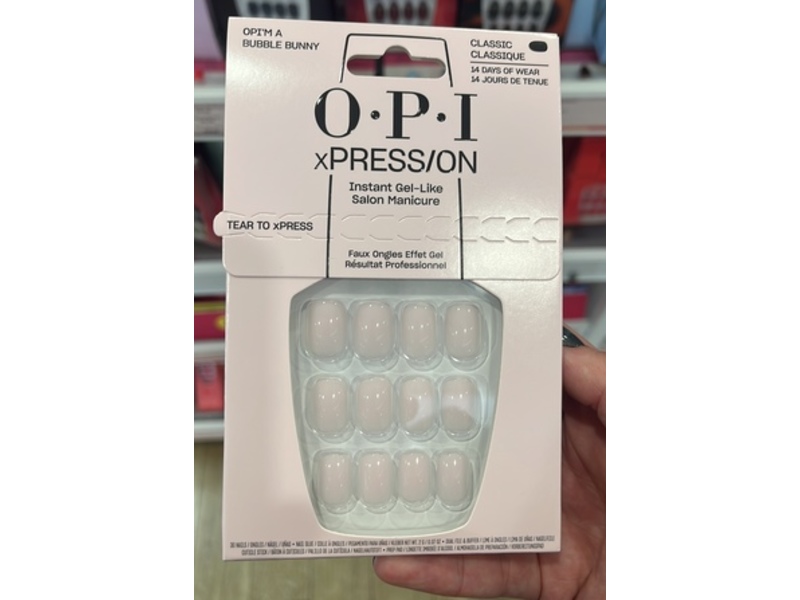 OPI'M A
BUBBLE BUNNY
CLASSIC
CLASSIQUE
14 DAYS OF WEAR
14 JOURS DE TENUE
O·P·I
xPRESS/ON
Instant Gel-Like
Salon Manicure
TEAR TO xPRESS
Faux Ongles Effet Gel
Résultat Professionnel